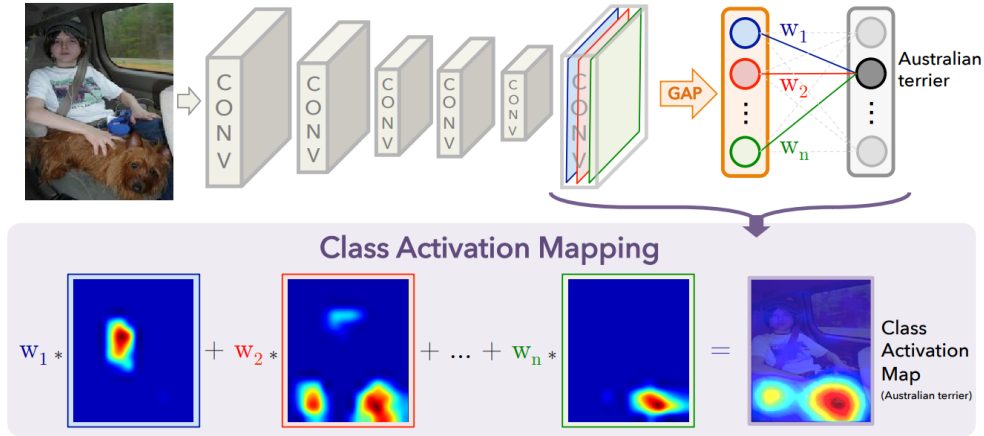 CONV
CONV
CONV
CONV
CONV
CONV
GAP
w1
w2
⋮
wn
⋮
Australian
terrier
Class Activation Mapping
w1 * + w2 * + ... + wn * =
Class
Activation
Map
(Australian terrier)